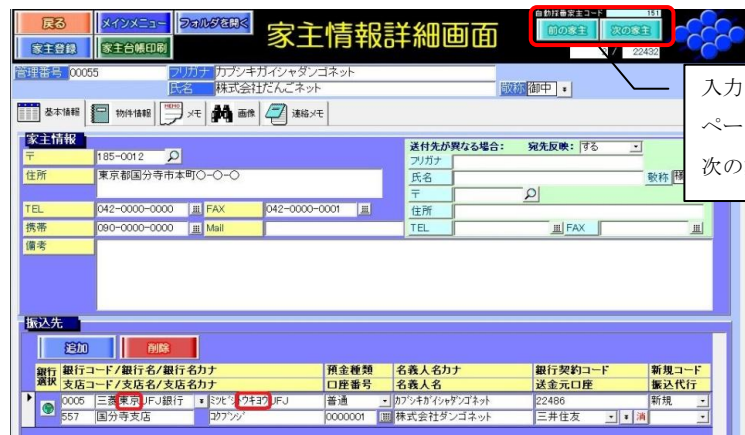 戻る メインメニュー フォルダを開く 家主情報詳細画面 自動採番家主コード 151
前の家主 次の家主
家主登録 家主台帳印刷 / 22432
管理番号 00055 フリガナ カブシキガイシャダンゴネット
氏名 株式会社だんごネット 敬称 御中
入力
ペー
次の
基本情報 物件情報 メモ 画像 連絡メモ
家主情報
〒 185-0012
住所 東京都国分寺市本町○-○-○
TEL 042-0000-0000 FAX 042-0000-0001
携帯 090-0000-0000 Mail
備考
送付先が異なる場合: 宛先反映: する
フリガナ
氏名 敬称 様
〒
住所
TEL FAX
振込先
追加 削除
銀行選択 銀行コード/銀行名/銀行名カナ 預金種類 名義人名カナ 銀行契約コード 新規コード
支店コード/支店名/支店名カナ 口座番号 名義人名 送金元口座 振込代行
0005 三菱東京UFJ銀行 ミツビシトウキヨウUFJ 普通 カブシキガイシャダンゴネット 22486 新規
557 国分寺支店 コクブンジ 0000001 株式会社ダンゴネット 三井住友 消